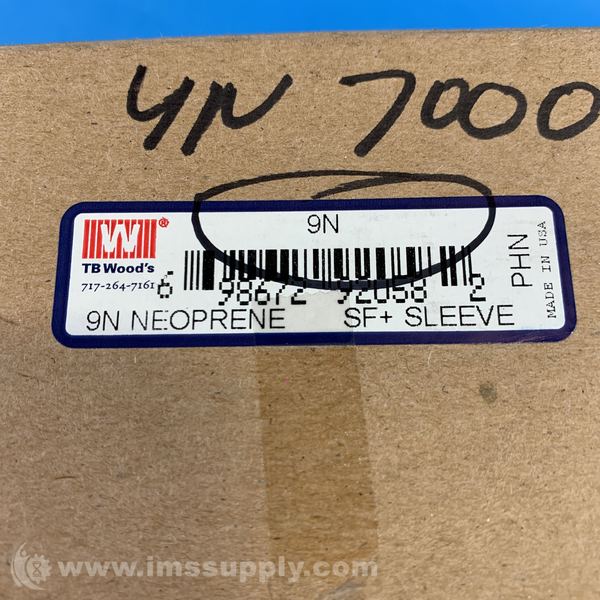 4N 7000
9N
W®
TB Wood's
717-264-7161
6 98672 92058 2
9N NEOPRENE SF+ SLEEVE
PHN
MADE IN USA
www.imssupply.com